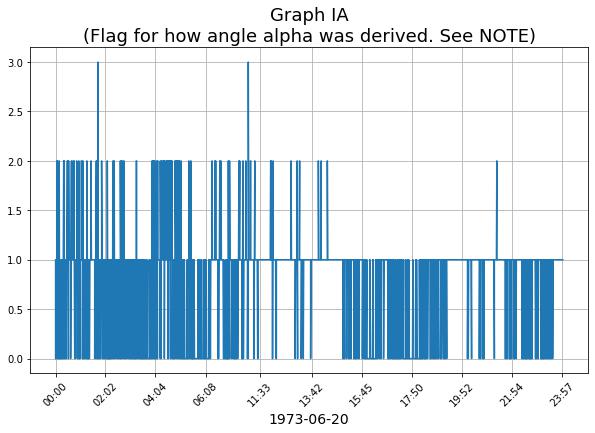 Graph IA
(Flag for how angle alpha was derived. See NOTE)
3.0
2.5
2.0
1.5
1.0
0.5
0.0
00:00 02:02 04:04 06:08 11:33 13:42 15:45 17:50 19:52 21:54 23:57
1973-06-20